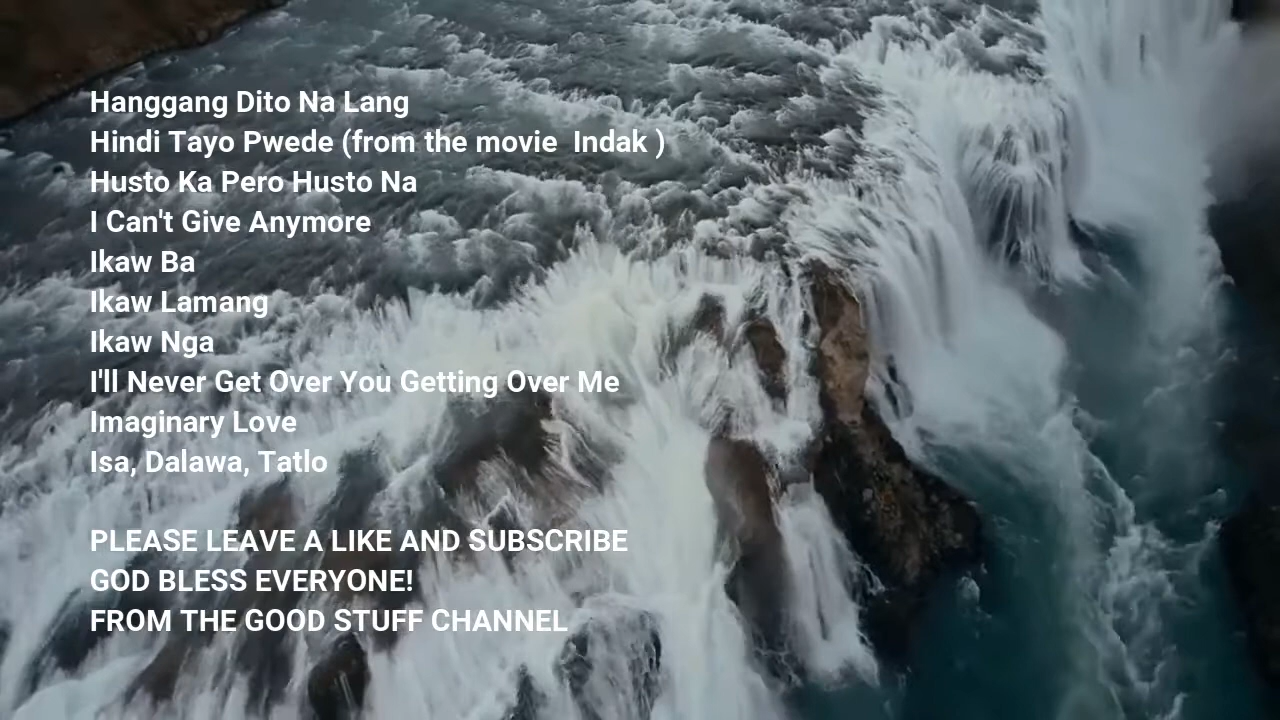 Hanggang Dito Na Lang
Hindi Tayo Pwede (from the movie  Indak )
Husto Ka Pero Husto Na
I Can't Give Anymore
Ikaw Ba
Ikaw Lamang
Ikaw Nga
I'll Never Get Over You Getting Over Me
Imaginary Love
Isa, Dalawa, Tatlo
PLEASE LEAVE A LIKE AND SUBSCRIBE
GOD BLESS EVERYONE!
FROM THE GOOD STUFF CHANNEL